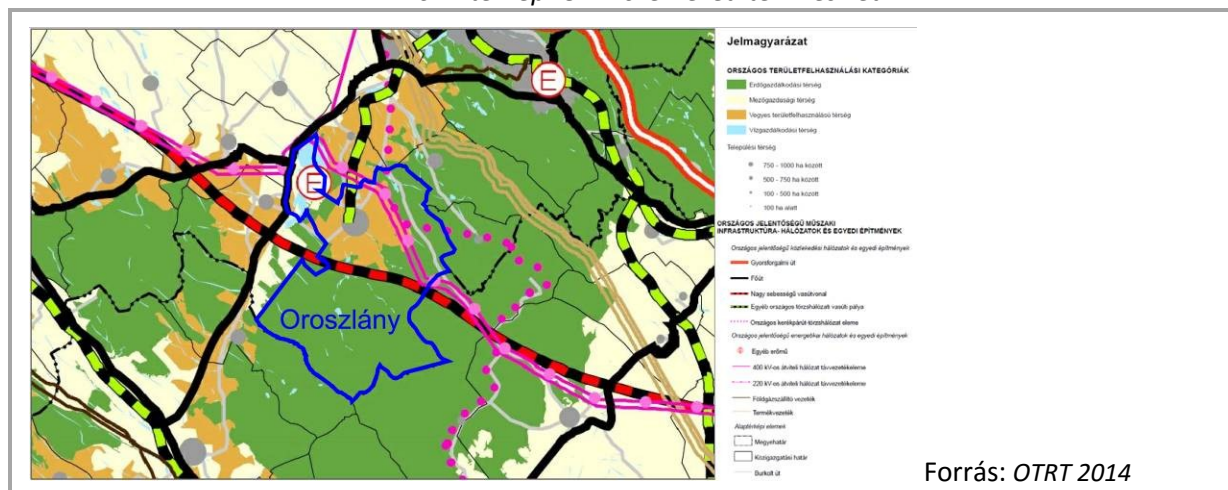 Jelmagyarázat
ORSZÁGOS TERÜLETFELHASZNÁLÁSI KATEGÓRIÁK
Erdőgazdálkodási térség
Mezőgazdasági térség
Vegyes területfelhasználású térség
Vízgazdálkodási térség
Települési térség
750 - 1000 ha között
500 - 750 ha között
100 - 500 ha között
100 ha alatt
ORSZÁGOS JELENTŐSÉGŰ MŰSZAKI
INFRASTRUKTÚRA- HÁLÓZATOK ÉS EGYEDI ÉPÍTMÉNYEK
Országos jelentőségű közlekedési hálózatok és egyedi építmények
Gyorsforgalmi út
Főút
Nagy sebességű vasútvonal
Egyéb országos törzshálózati vasúti pálya
Országos kerékpárút-törzshálózat eleme
Országos jelentőségű energetikai hálózatok és egyedi építmények
Egyéb erőmű
400 kV-os átviteli hálózat távvezetékeleme
220 kV-os átviteli hálózat távvezetékeleme
Földgázszállító vezeték
Termékvezeték
Alaptérképi elemek
Megyehatár
Közigazgatási határ
Burkolt út
E
E
Oroszlány
Forrás: OTRT 2014